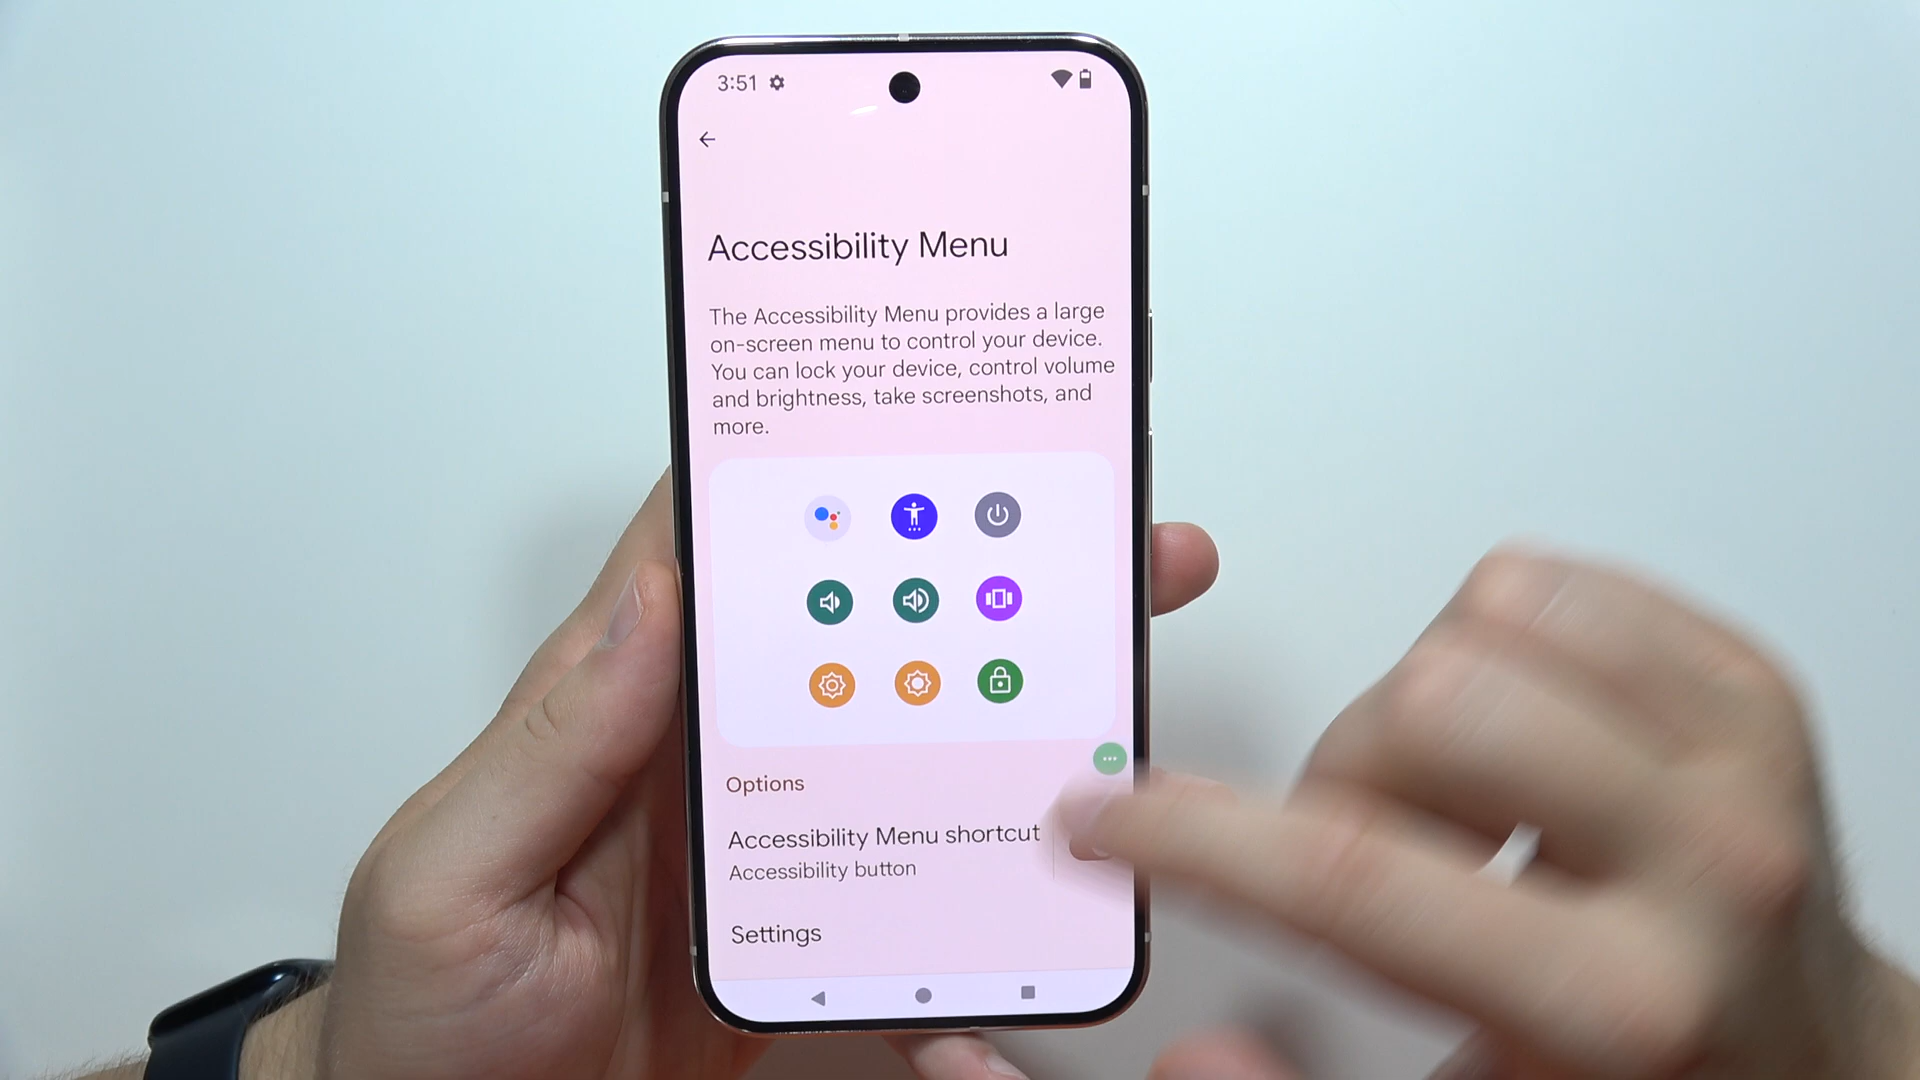 3:51
Accessibility Menu
The Accessibility Menu provides a large
on-screen menu to control your device.
You can lock your device, control volume
and brightness, take screenshots, and
more.
Options
Accessibility Menu shortcut
Accessibility button
Settings